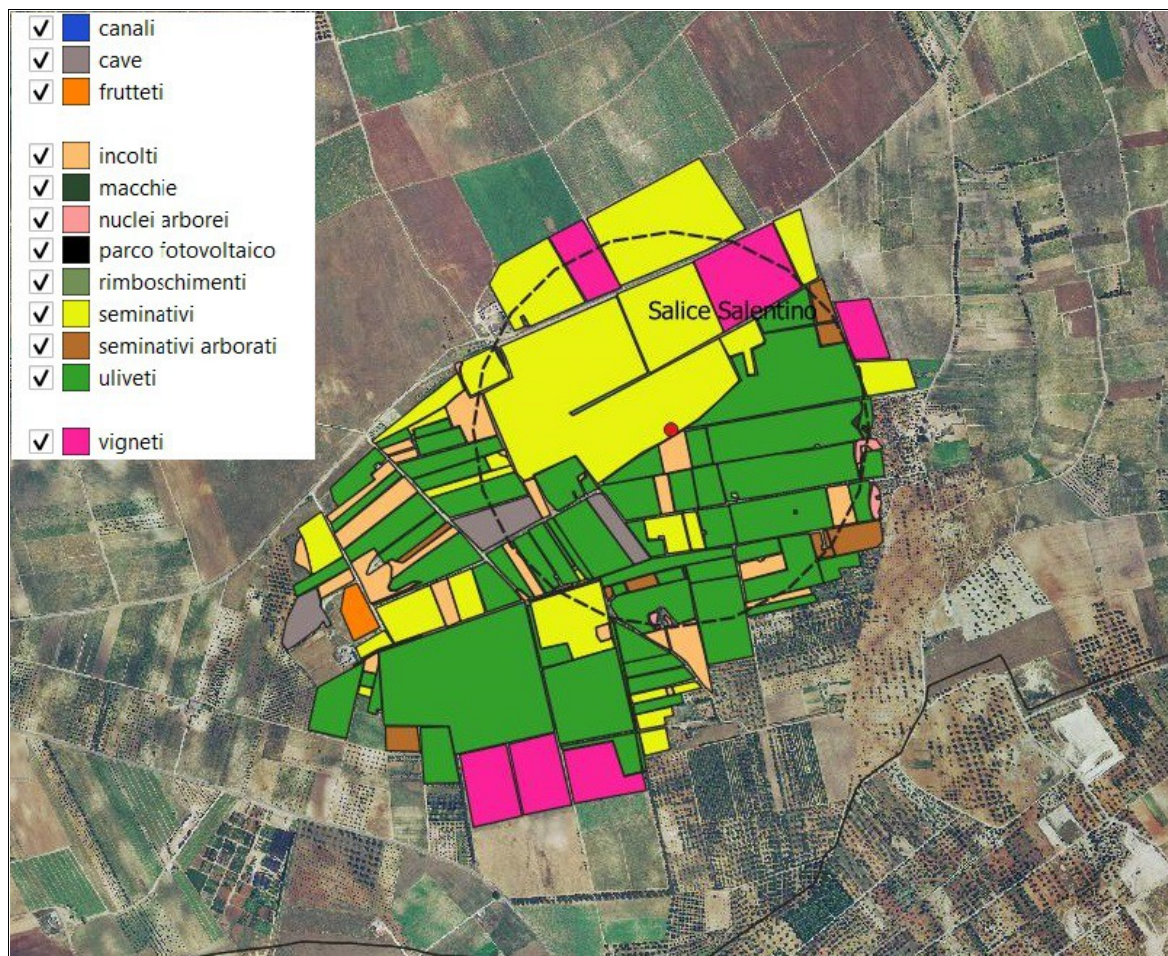 canali
cave
frutteti
incolti
macchie
nuclei arborei
parco fotovoltaico
rimboschimenti
seminativi
seminativi arborati
uliveti
vigneti
Salice Salentino